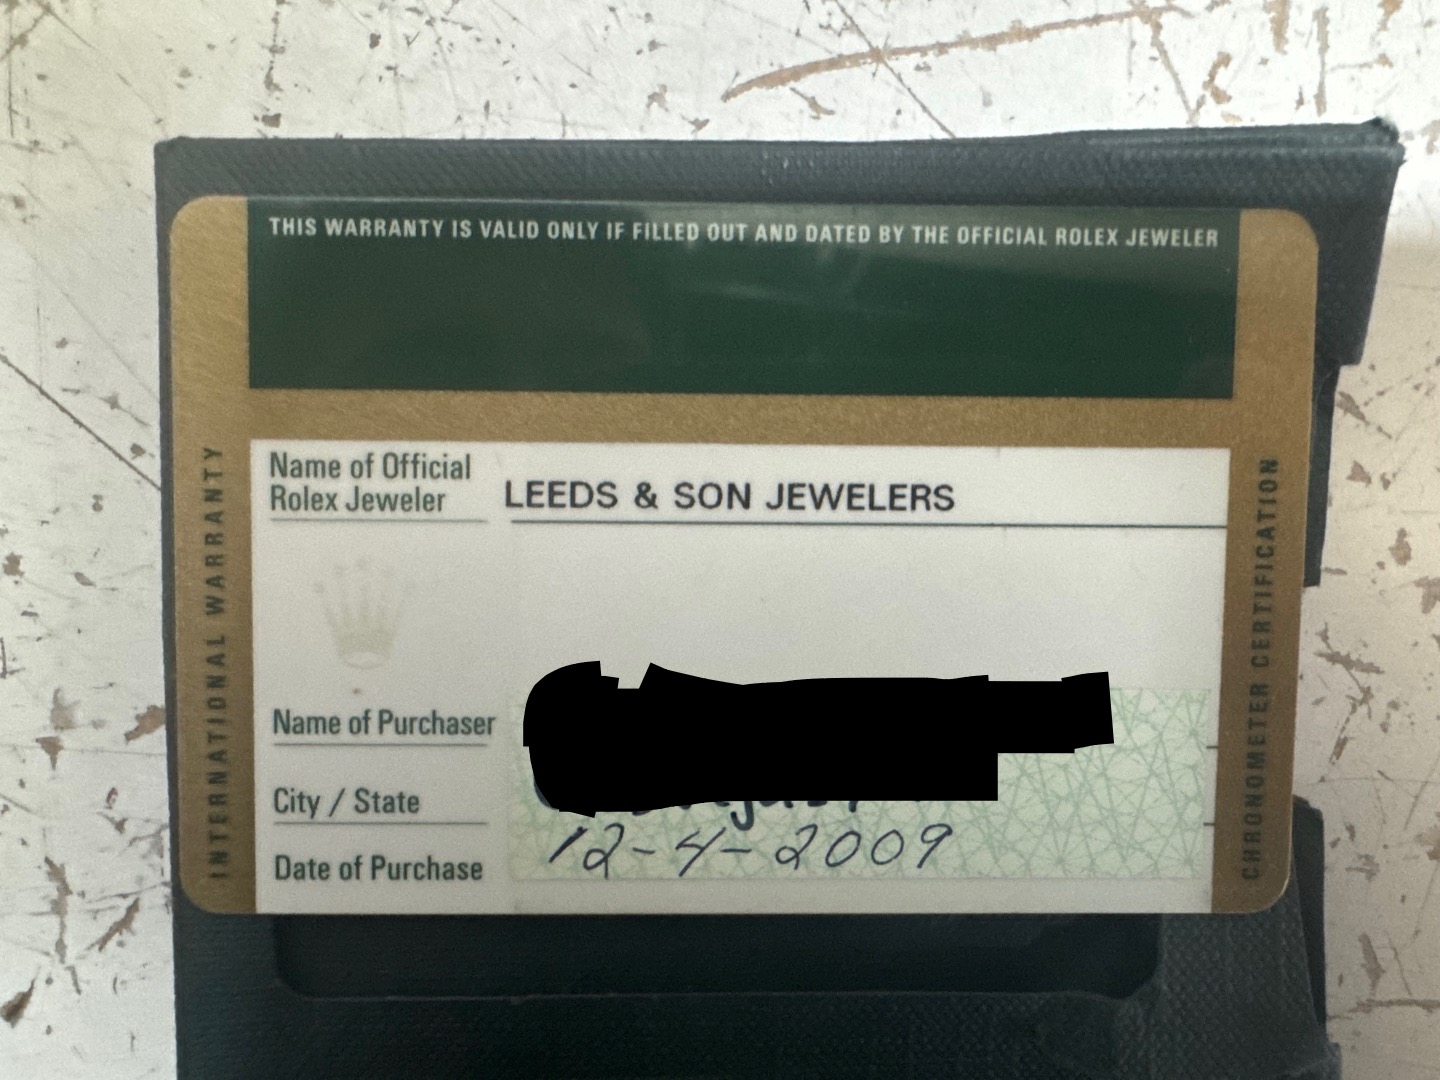 THIS WARRANTY IS VALID ONLY IF FILLED OUT AND DATED BY THE OFFICIAL ROLEX JEWELER
INTERNATIONAL WARRANTY
Name of Official
Rolex Jeweler
LEEDS & SON JEWELERS
Name of Purchaser
City / State
Date of Purchase
12-4-2009
CHRONOMETER CERTIFICATION